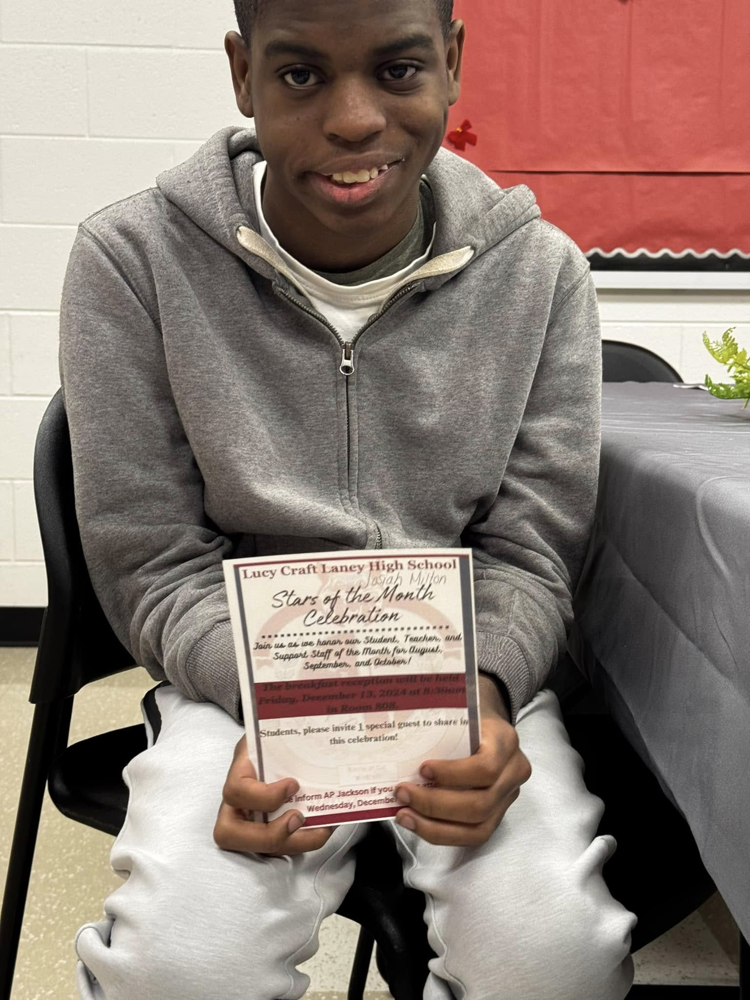 Lucy Craft Laney High School
Josiah Millon
Stars of the Month
Celebration
Join us as we honor our Student, Teacher, and
Support Staff of the Month for August,
September, and October!
The breakfast reception will be held
Friday, December 13, 2024 at 8:30am
in Room 808.
Students, please invite 1 special guest to share in
this celebration!
inform AP Jackson if you
Wednesday, December